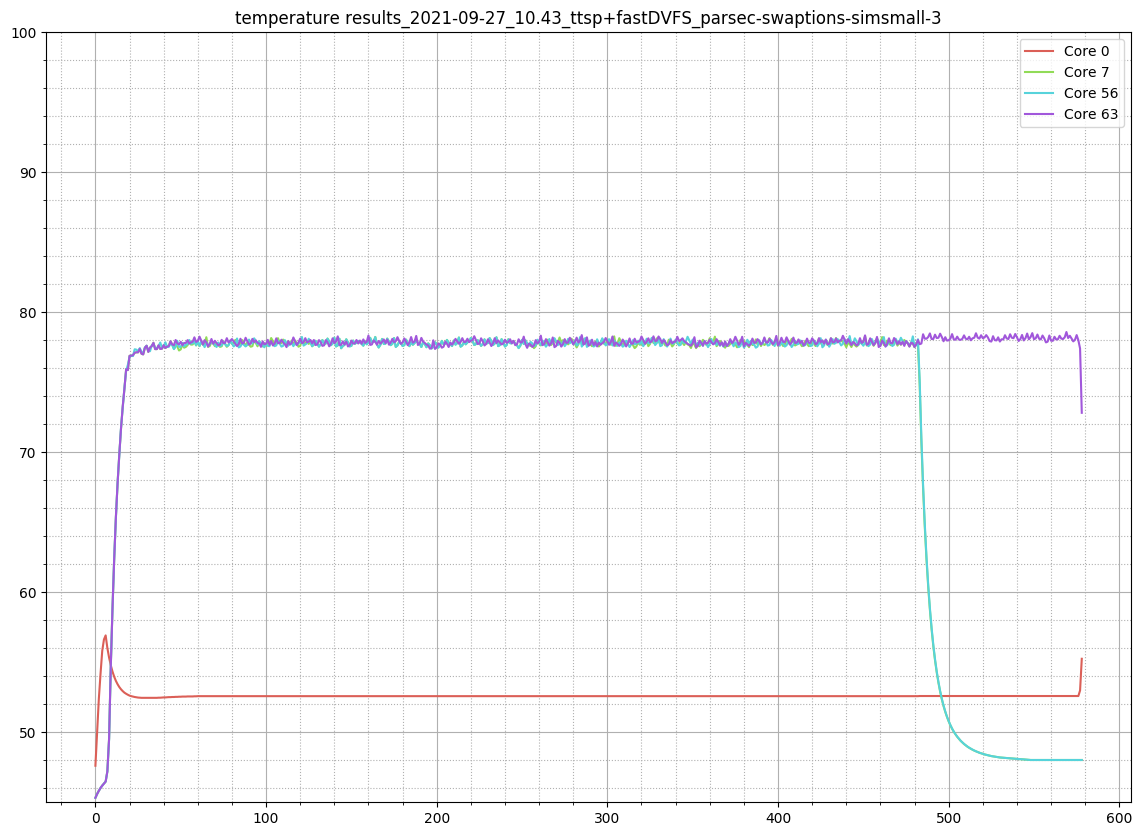 temperature results_2021-09-27_10.43_ttsp+fastDVFS_parsec-swaptions-simsmall-3
Core 0
Core 7
Core 56
Core 63
100
90
80
70
60
50
0 100 200 300 400 500 600